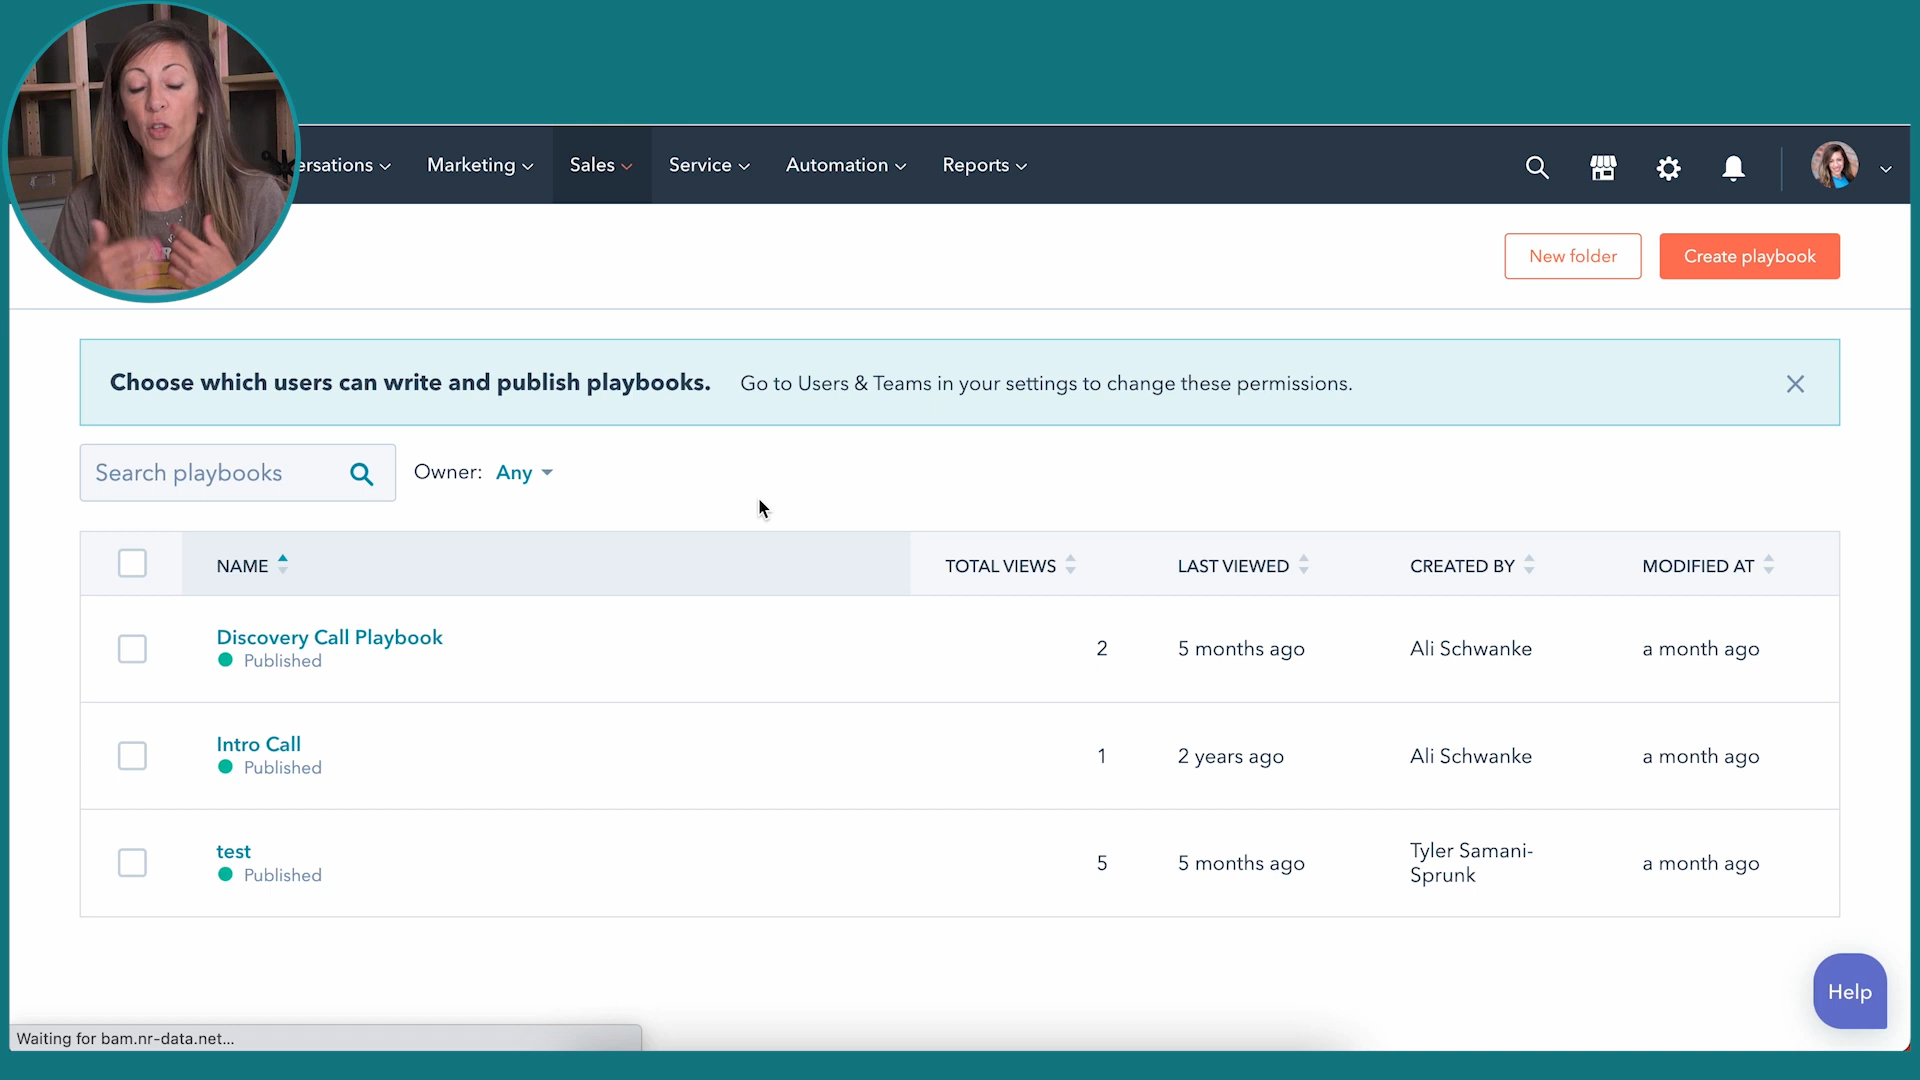 ersations
Marketing
Sales
Service
Automation
Reports
New folder
Create playbook
Choose which users can write and publish playbooks. Go to Users & Teams in your settings to change these permissions.
Search playbooks
Owner: Any
NAME
TOTAL VIEWS
LAST VIEWED
CREATED BY
MODIFIED AT
Discovery Call Playbook
Published
2
5 months ago
Ali Schwanke
a month ago
Intro Call
Published
1
2 years ago
Ali Schwanke
a month ago
test
Published
5
5 months ago
Tyler Samani-
Sprunk
a month ago
Help
Waiting for bam.nr-data.net...